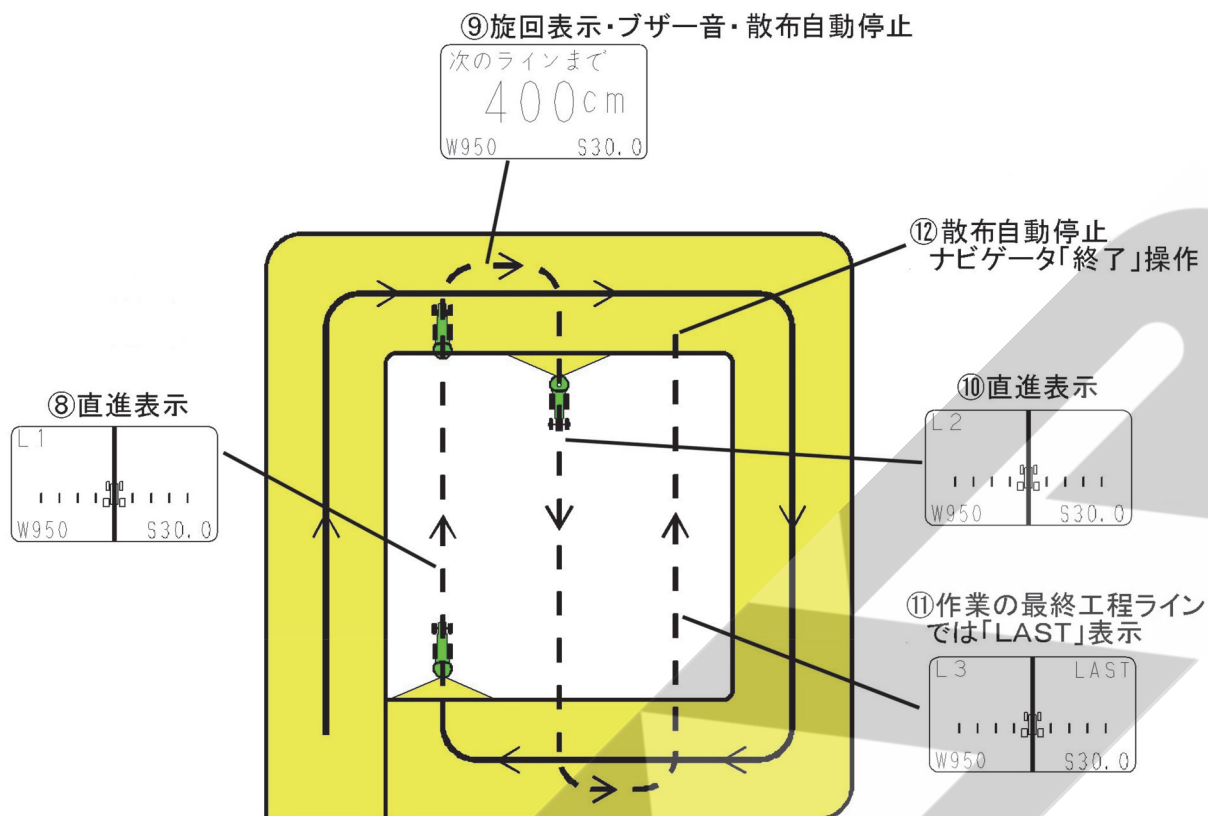 ⑨旋回表示・ブザー音・散布自動停止
次のラインまで
400cm
W950 S30.0
⑫散布自動停止
ナビゲータ「終了」操作
⑧直進表示
L1
W950 S30.0
⑩直進表示
L2
W950 S30.0
⑪作業の最終工程ライン
では「LAST」表示
L3 LAST
W950 S30.0